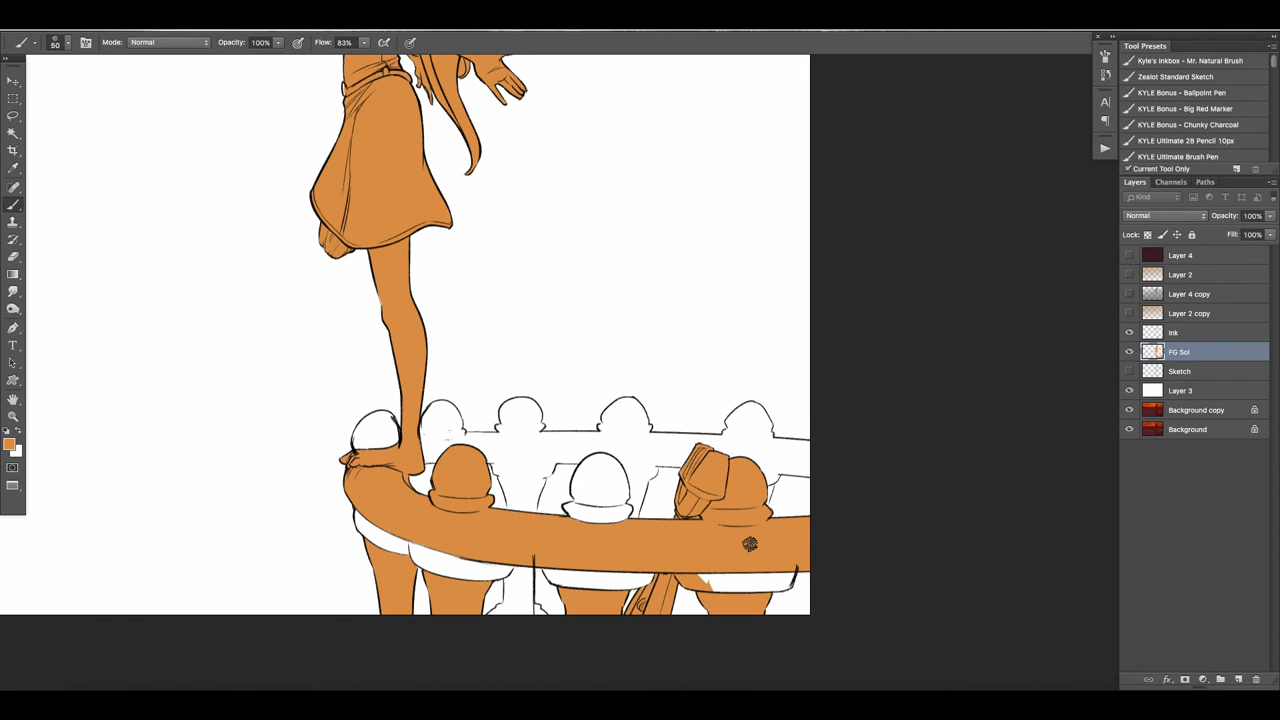 50 Mode: Normal Opacity: 100% Flow: 83%
Tool Presets
Kyle's Inkbox - Mr. Natural Brush
Zealot Standard Sketch
KYLE Bonus - Ballpoint Pen
KYLE Bonus - Big Red Marker
KYLE Bonus - Chunky Charcoal
KYLE Ultimate 2B Pencil 10px
KYLE Ultimate Brush Pen
Current Tool Only
Layers Channels Paths
Kind
Normal Opacity: 100%
Lock: Fill: 100%
Layer 4
Layer 2
Layer 4 copy
Layer 2 copy
Ink
FG Sol
Sketch
Layer 3
Background copy
Background